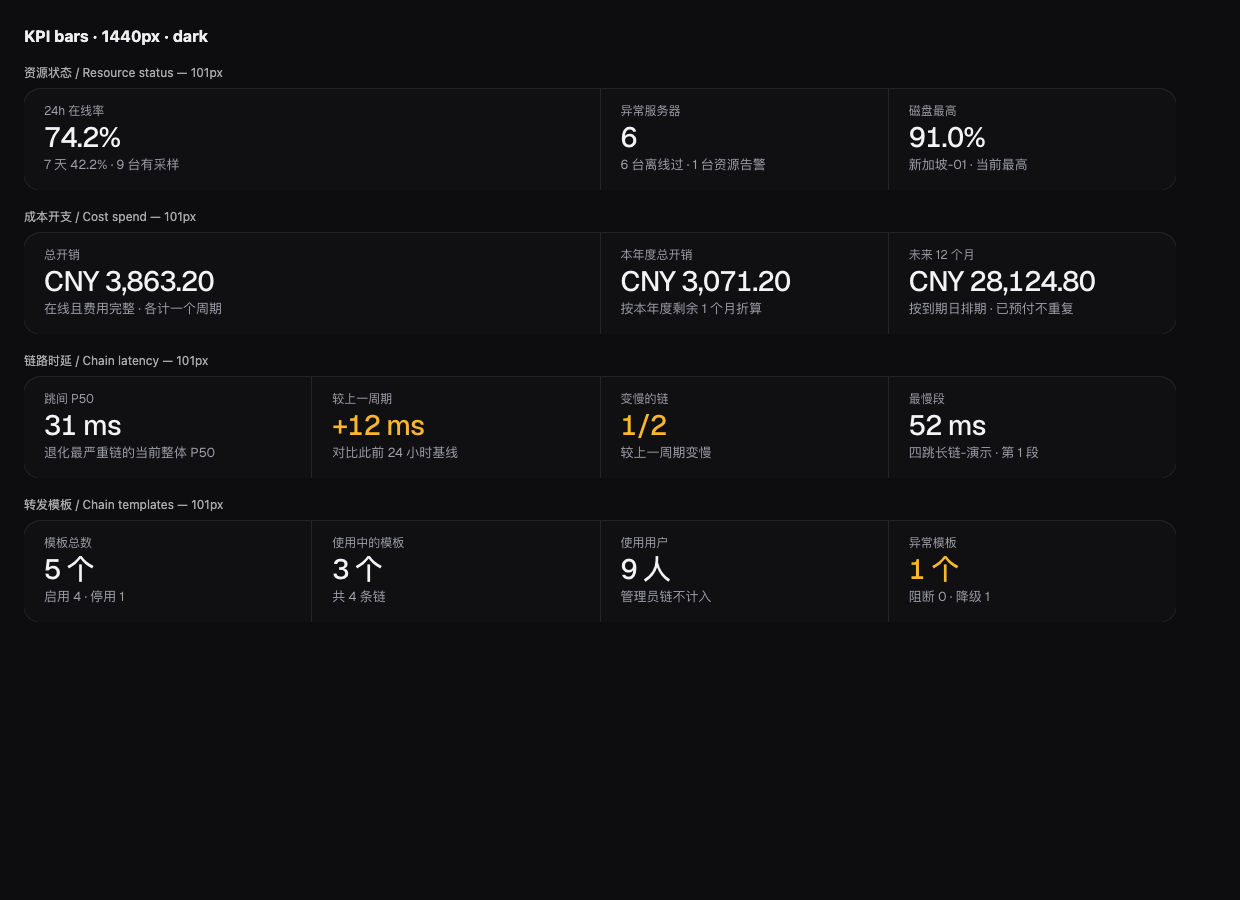 KPI bars · 1440px · dark
资源状态 / Resource status — 101px
24h 在线率
74.2%
7 天 42.2% · 9 台有采样
异常服务器
6
6 台离线过 · 1 台资源告警
磁盘最高
91.0%
新加坡-01 · 当前最高
成本开支 / Cost spend — 101px
总开销
CNY 3,863.20
在线且费用完整 · 各计一个周期
本年度总开销
CNY 3,071.20
按本年度剩余 1 个月折算
未来 12 个月
CNY 28,124.80
按到期日排期 · 已预付不重复
链路时延 / Chain latency — 101px
跳间 P50
31 ms
退化最严重链的当前整体 P50
较上一周期
+12 ms
对比此前 24 小时基线
变慢的链
1/2
较上一周期变慢
最慢段
52 ms
四跳长链-演示 · 第 1 段
转发模板 / Chain templates — 101px
模板总数
5 个
启用 4 · 停用 1
使用中的模板
3 个
共 4 条链
使用用户
9 人
管理员链不计入
异常模板
1 个
阻断 0 · 降级 1